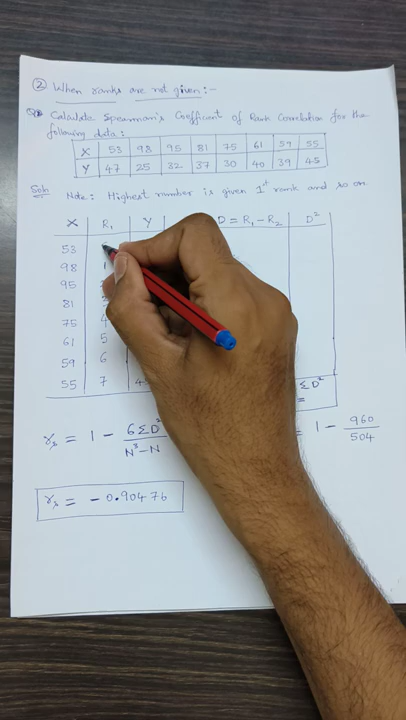 ② When ranks are not given:-
Q) Calculate Spearman's Coefficient of Rank Correlation for the
following data:
X 53 98 95 81 75 61 59 55
Y 47 25 32 37 30 40 39 45
Soln Note: Highest number is given 1st rank and so on
X R₁ Y D = R₁ - R₂ D²
53
98 1
95
81 3
75 4
61 5
59 6
55 7 45 ΣD²
=
r = 1 - 6ΣD² / N³-N = 1 - 960 / 504
r = - 0.90476